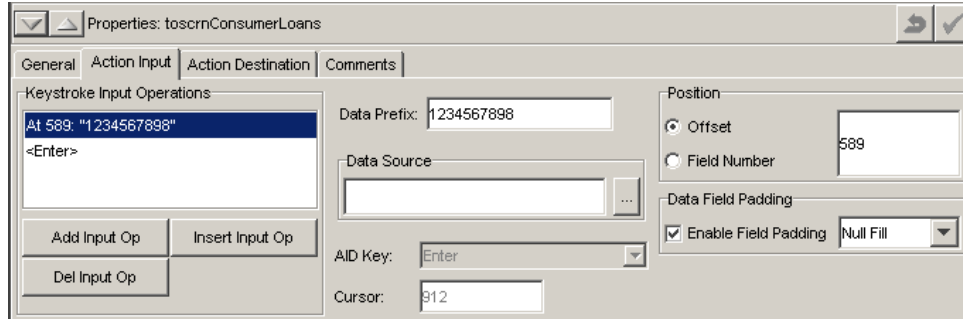 Properties: toscrnConsumerLoans
General Action Input Action Destination Comments
Keystroke Input Operations
At 589: "1234567898"
<Enter>
Add Input Op Insert Input Op
Del Input Op
Data Prefix: 1234567898
Data Source
...
AID Key: Enter
Cursor: 912
Position
Offset
Field Number
589
Data Field Padding
Enable Field Padding Null Fill